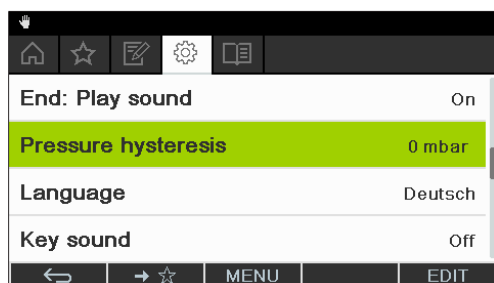 End: Play sound On
Pressure hysteresis 0 mbar
Language Deutsch
Key sound Off
MENU EDIT